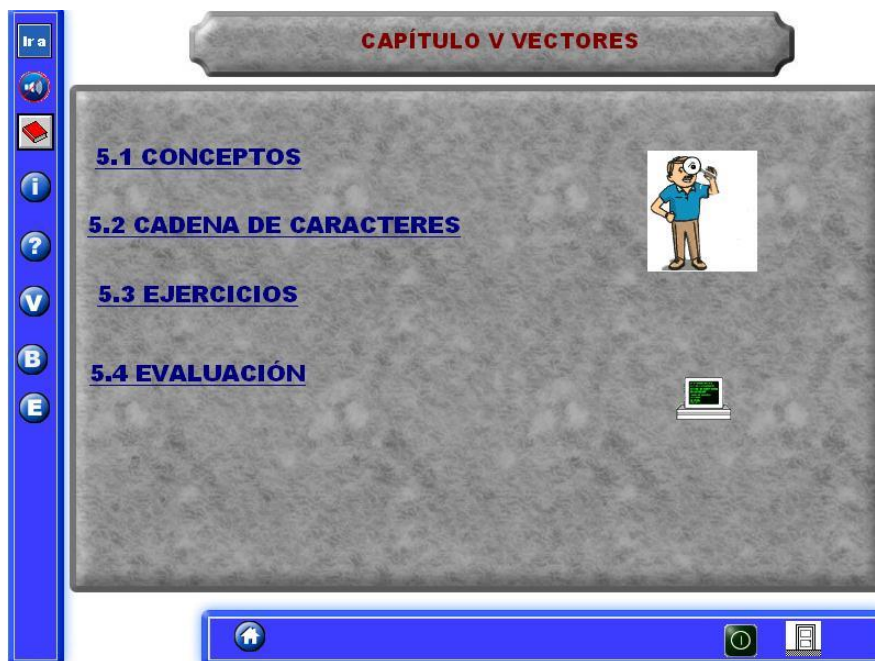 Ir a
CAPÍTULO V VECTORES
5.1 CONCEPTOS
5.2 CADENA DE CARACTERES
5.3 EJERCICIOS
5.4 EVALUACIÓN
i
?
V
B
E